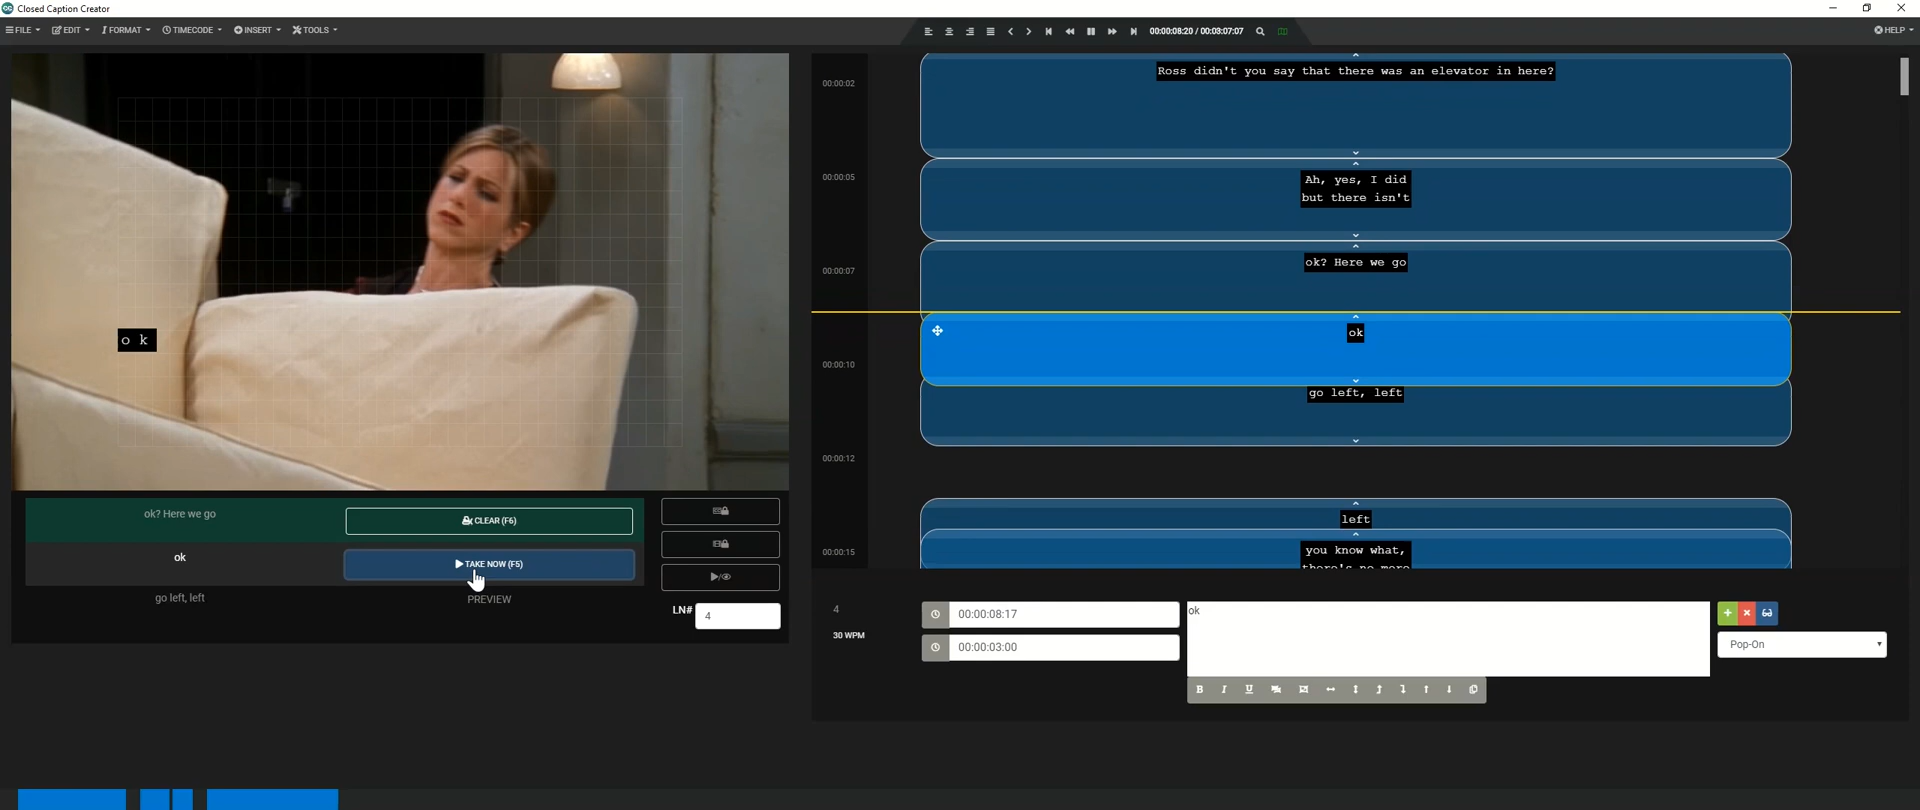 Closed Caption Creator
FILE EDIT FORMAT TIMECODE INSERT TOOLS
00:00:08:20 / 00:03:07:07
HELP
o k
ok? Here we go
CLEAR (F6)
ok
TAKE NOW (F5)
go left, left
PREVIEW
LN# 4
00:00:02
Ross didn't you say that there was an elevator in here?
00:00:05
Ah, yes, I did
but there isn't
00:00:07
ok? Here we go
ok
00:00:10
go left, left
00:00:12
left
00:00:15
you know what,
there's no more
4
30 WPM
00:00:08:17
00:00:03:00
ok
Pop-On
B I U